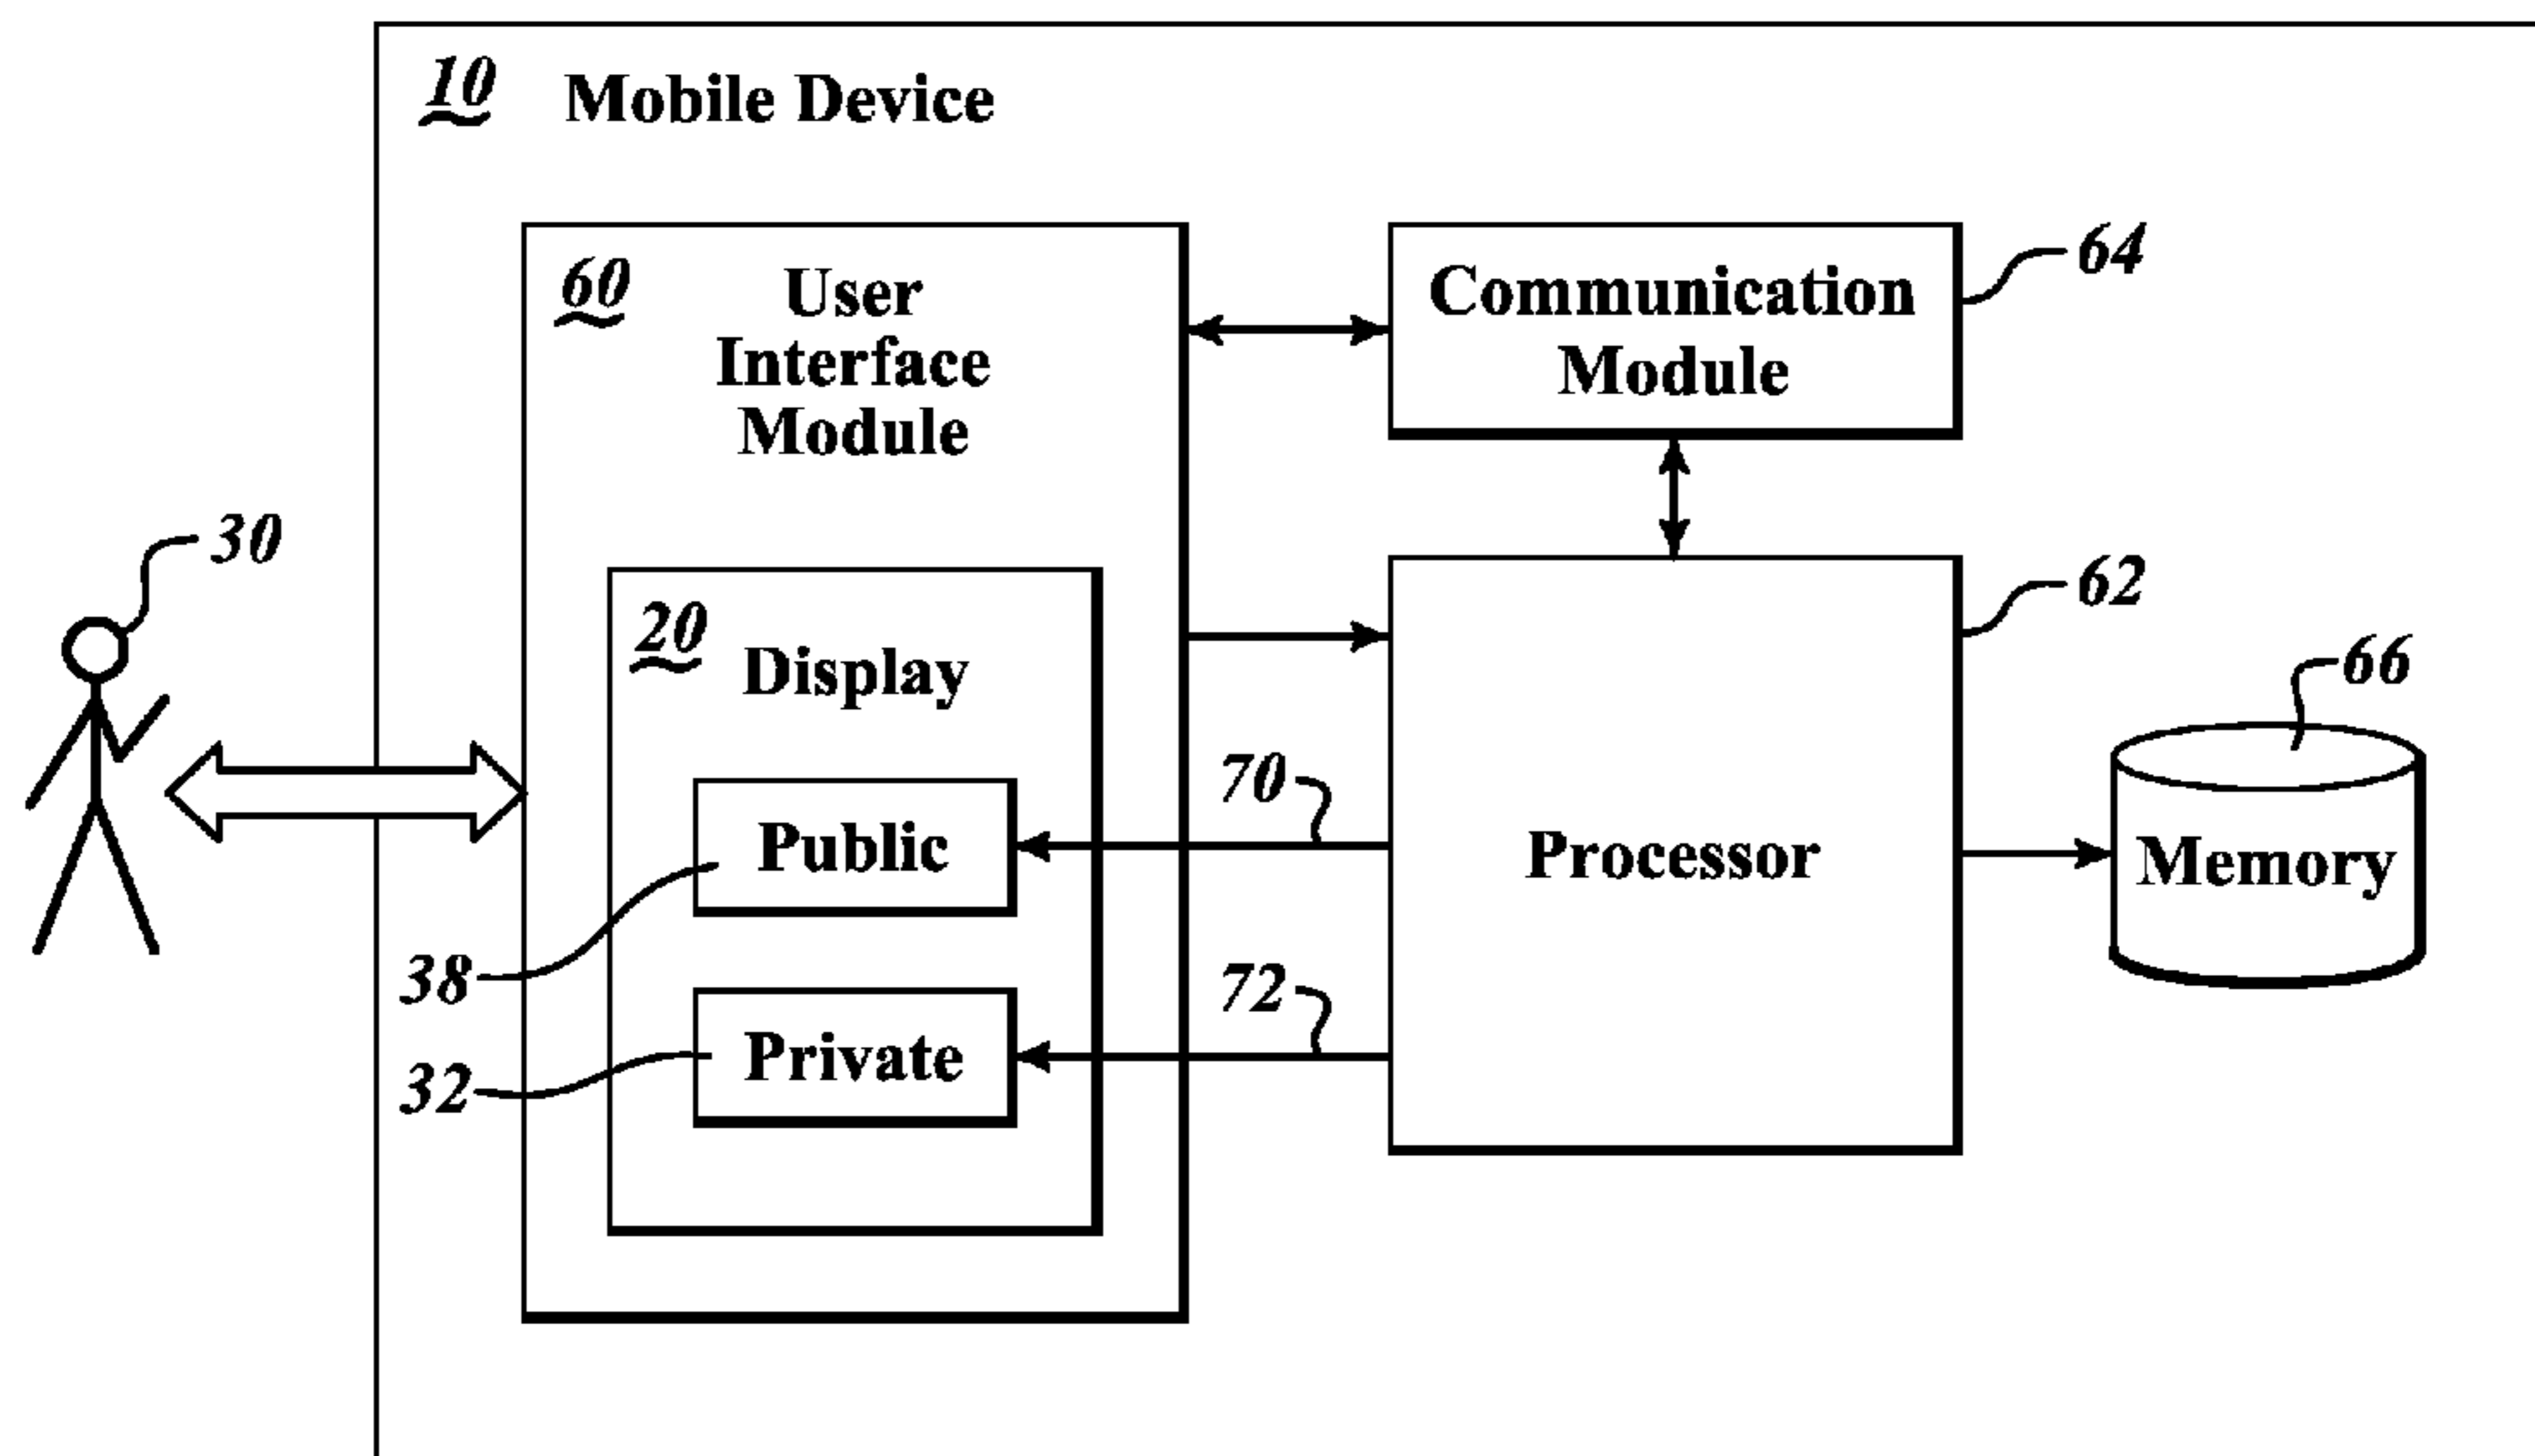 10 Mobile Device
60 User
Interface
Module
Communication
Module
64
30
20 Display
62
66
70
Public
Processor
Memory
38
72
Private
32